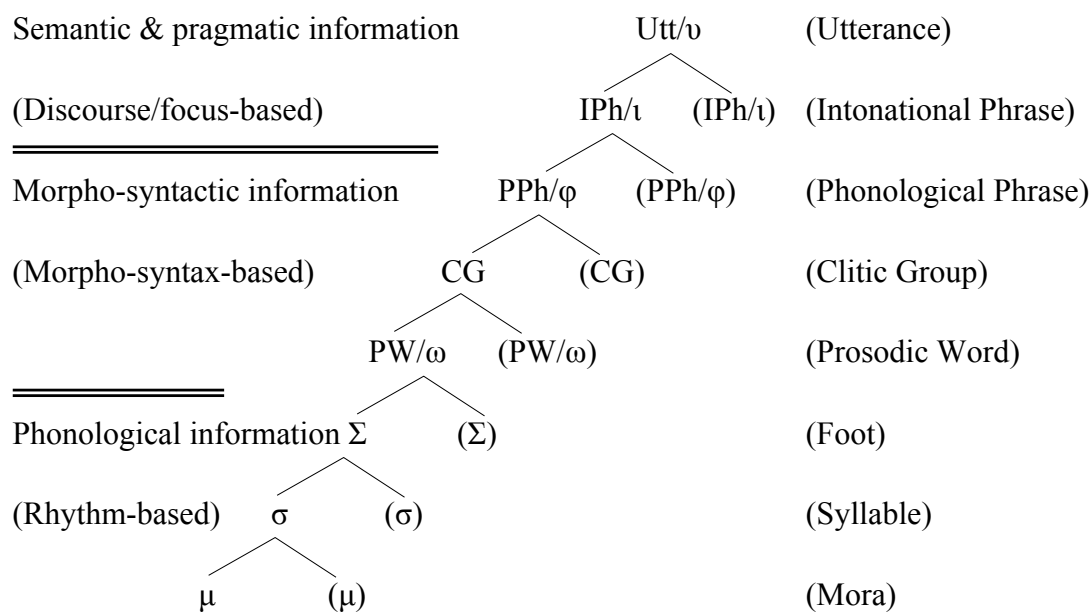 Semantic & pragmatic information Utt/υ (Utterance)
(Discourse/focus-based) IPh/ι (IPh/ι) (Intonational Phrase)
Morpho-syntactic information PPh/φ (PPh/φ) (Phonological Phrase)
(Morpho-syntax-based) CG (CG) (Clitic Group)
PW/ω (PW/ω) (Prosodic Word)
Phonological information Σ (Σ) (Foot)
(Rhythm-based) σ (σ) (Syllable)
μ (μ) (Mora)